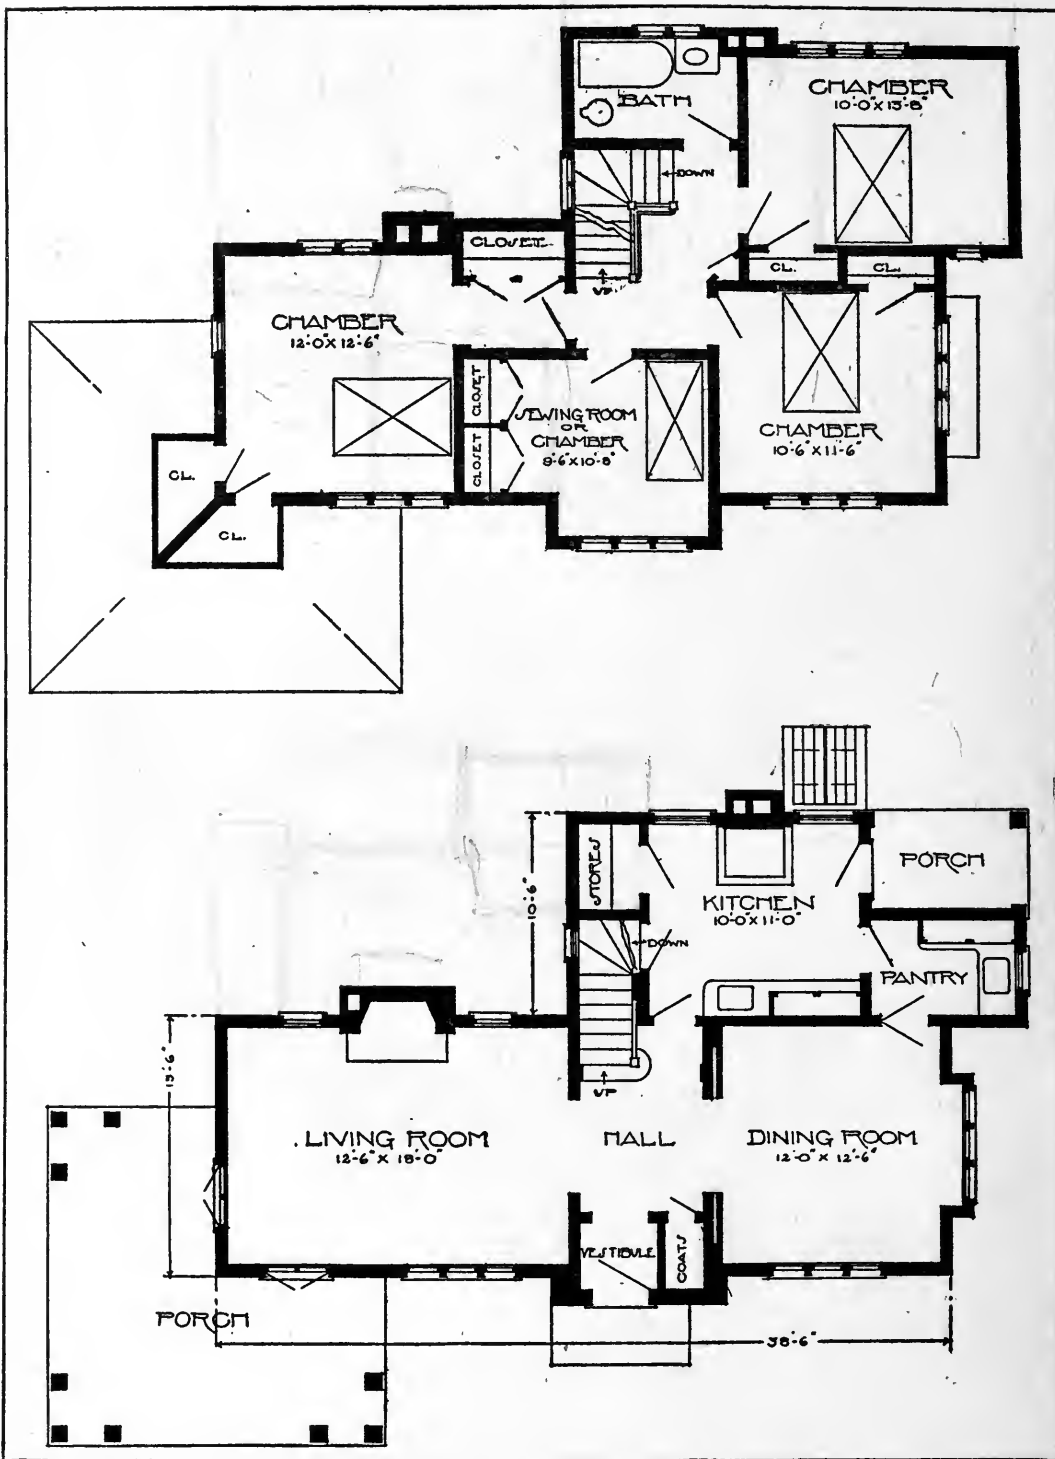 BATH
CHAMBER
10'-0" X 13'-8"
DOWN
CLOSET
UP
CL.
CL.
CHAMBER
12'-0" X 12'-6"
CLOSET
CLOSET
SEWING ROOM
OR
CHAMBER
9'-6" X 10'-8"
CHAMBER
10'-6" X 11'-6"
CL.
CL.
STORES
KITCHEN
10'-0" X 11'-0"
PORCH
10'-6"
DOWN
PANTRY
13'-6"
UP
LIVING ROOM
12'-6" X 18'-0"
HALL
DINING ROOM
12'-0" X 12'-6"
VESTIBULE
COATS
PORCH
38'-6"